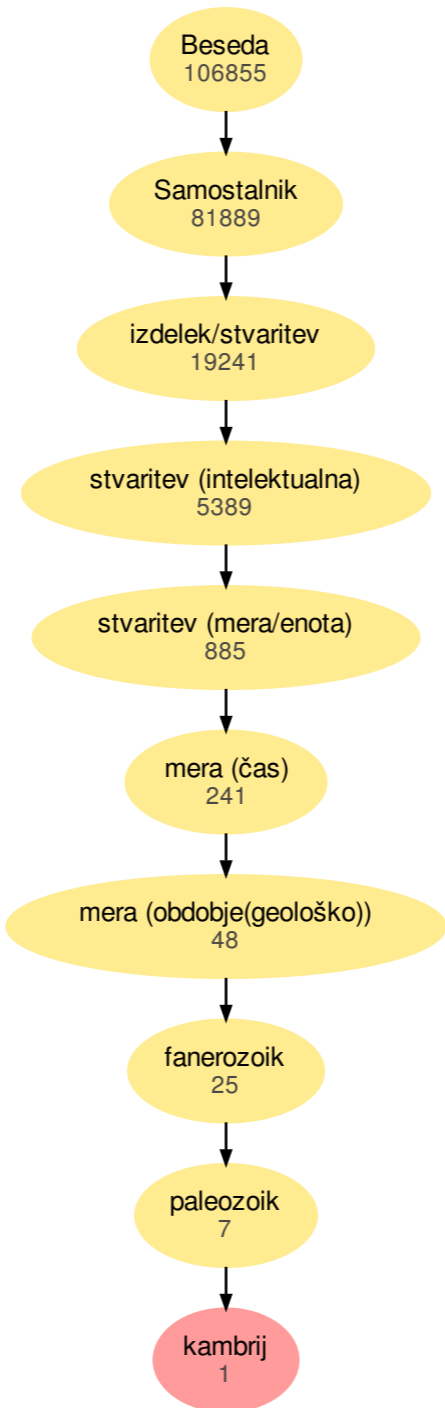 Beseda
106855
Samostalnik
81889
izdelek/stvaritev
19241
stvaritev (intelektualna)
5389
stvaritev (mera/enota)
885
mera (čas)
241
mera (obdobje(geološko))
48
fanerozoik
25
paleozoik
7
kambrij
1